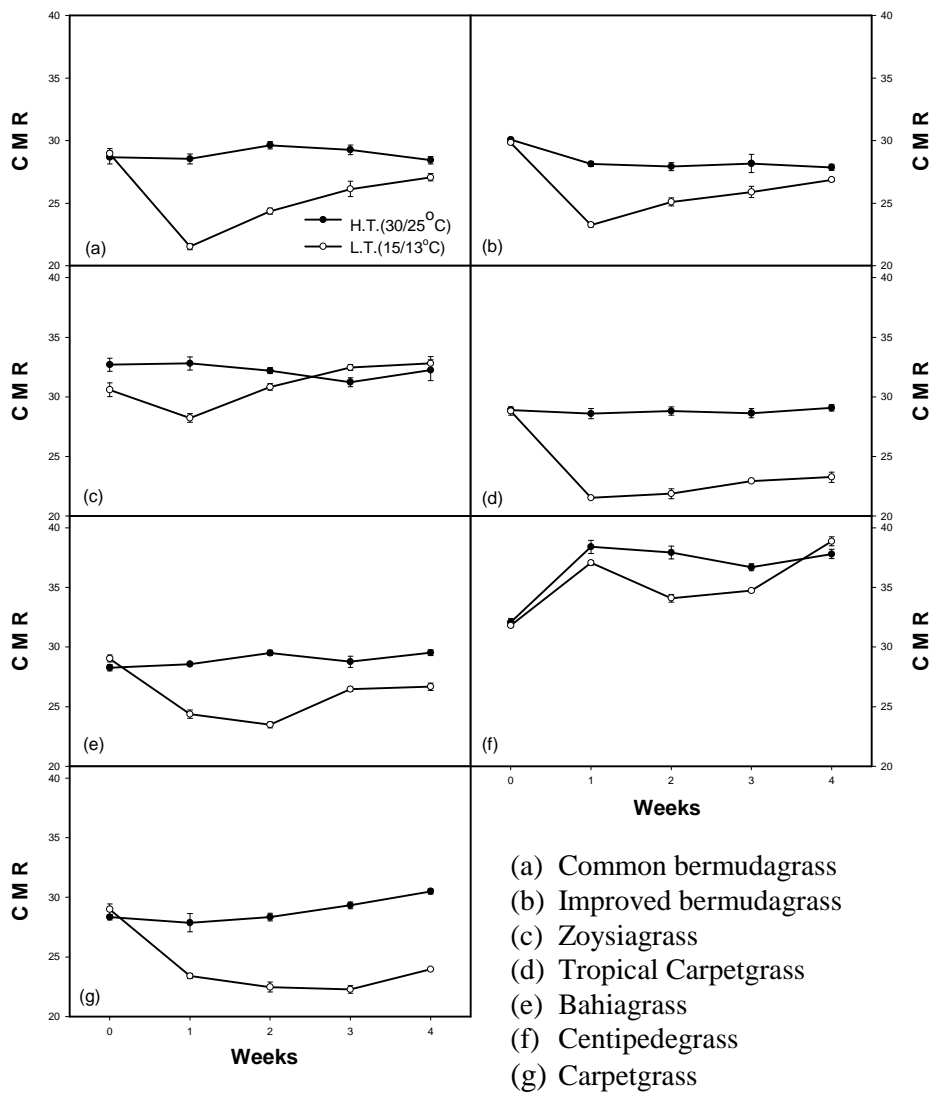 40
35
30
25
20
C M R
H.T.(30/25°C)
L.T.(15/13°C)
(a)
40
35
30
25
20
C M R
(b)
40
35
30
25
20
C M R
(c)
40
35
30
25
20
C M R
(d)
40
35
30
25
20
C M R
(e)
40
35
30
25
20
C M R
(f)
0 1 2 3 4
Weeks
40
35
30
25
20
C M R
(g)
0 1 2 3 4
Weeks
(a) Common bermudagrass
(b) Improved bermudagrass
(c) Zoysiagrass
(d) Tropical Carpetgrass
(e) Bahiagrass
(f) Centipedegrass
(g) Carpetgrass